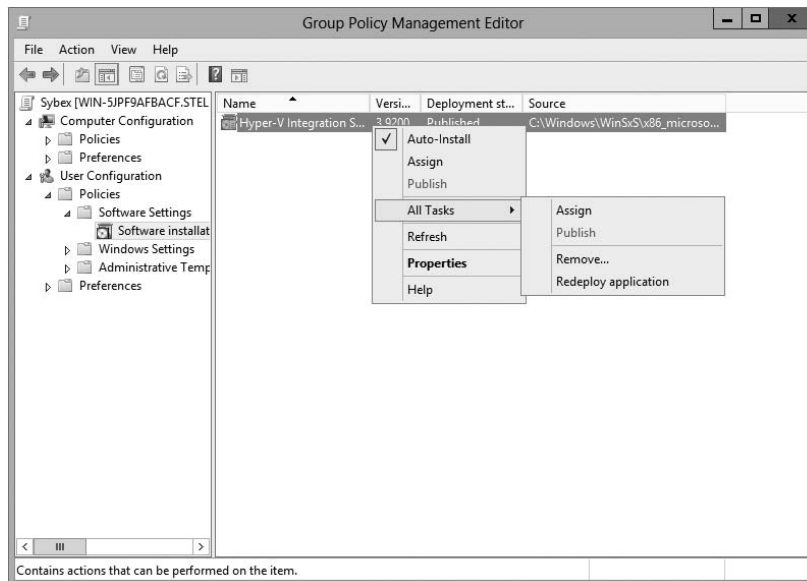 Group Policy Management Editor
File Action View Help
Sybex [WIN-5JPF9AFBACF.STEL
Computer Configuration
Policies
Preferences
User Configuration
Policies
Software Settings
Software installat
Windows Settings
Administrative Temp
Preferences
Name Versi... Deployment st... Source
Hyper-V Integration S... 3.9200 Published C:\Windows\WinSxS\x86_microso...
Auto-Install
Assign
Publish
All Tasks
Refresh
Properties
Help
Assign
Publish
Remove...
Redeploy application
Contains actions that can be performed on the item.